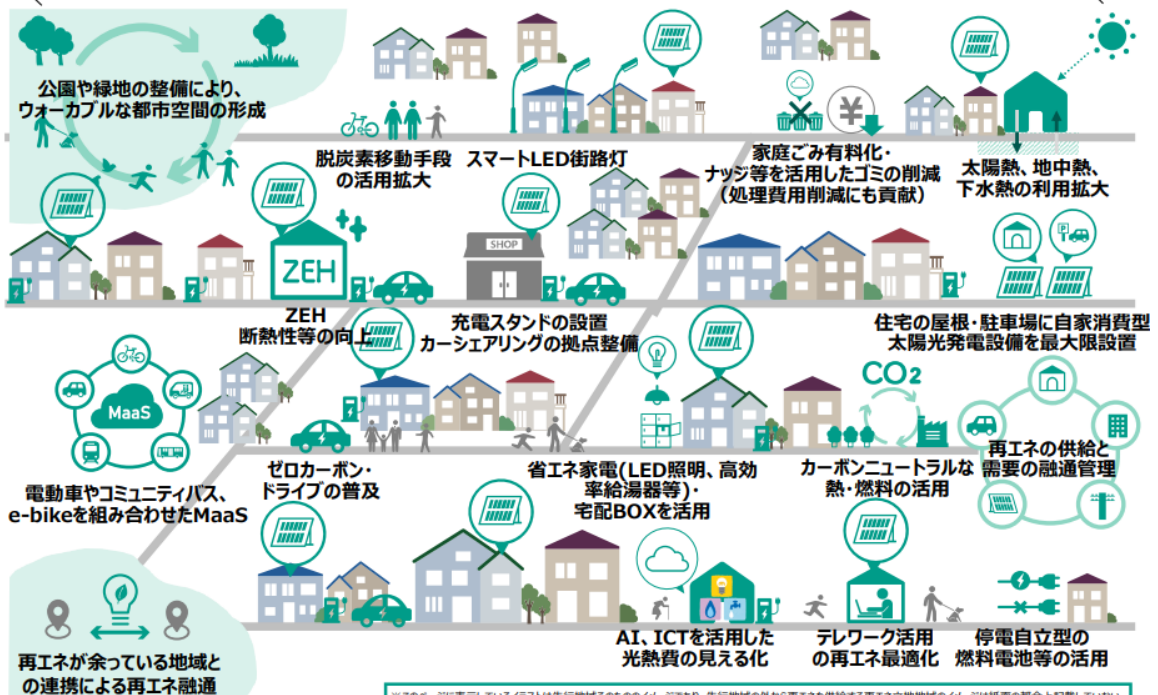 公園や緑地の整備により、
ウォーカブルな都市空間の形成
脱炭素移動手段
の活用拡大
スマートLED街路灯
¥
家庭ごみ有料化・
ナッジ等を活用したゴミの削減
(処理費用削減にも貢献)
太陽熱、地中熱、
下水熱の利用拡大
ZEH
ZEH
断熱性等の向上
SHOP
充電スタンドの設置
カーシェアリングの拠点整備
P
住宅の屋根・駐車場に自家消費型
太陽光発電設備を最大限設置
MaaS
電動車やコミュニティバス、
e-bikeを組み合わせたMaaS
ゼロカーボン・
ドライブの普及
省エネ家電(LED照明、高効
率給湯器等)・
宅配BOXを活用
CO2
カーボンニュートラルな
熱・燃料の活用
再エネの供給と
需要の融通管理
再エネが余っている地域と
の連携による再エネ融通
AI、ICTを活用した
光熱費の見える化
テレワーク活用
の再エネ最適化
停電自立型の
燃料電池等の活用